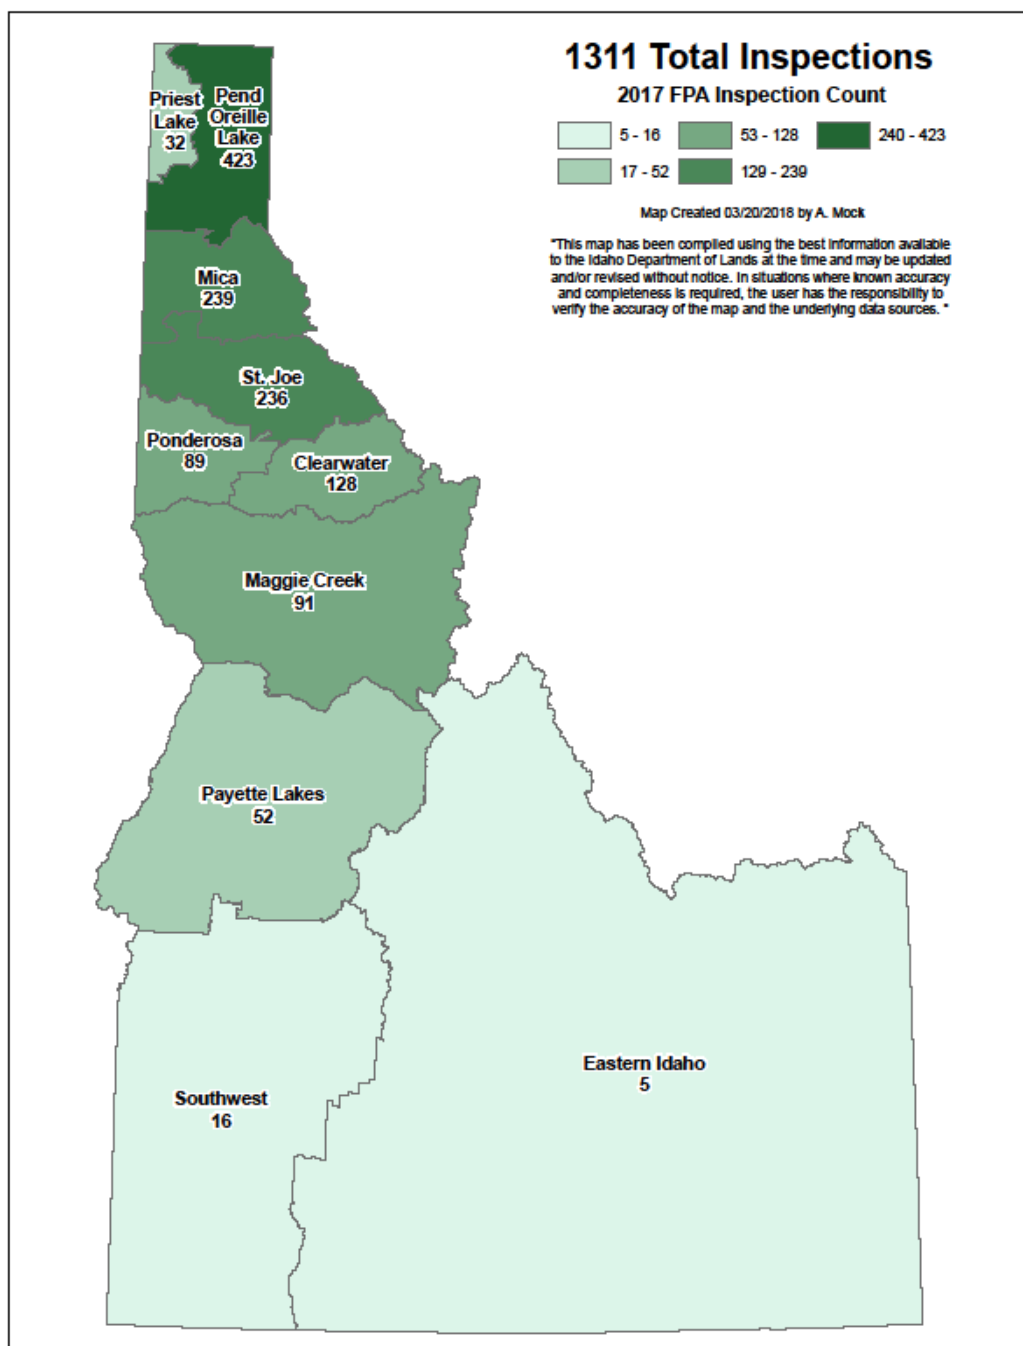 1311 Total Inspections
2017 FPA Inspection Count
5 - 16
53 - 128
240 - 423
17 - 52
129 - 239
Map Created 03/20/2018 by A. Mock
"This map has been compiled using the best information available
to the Idaho Department of Lands at the time and may be updated
and/or revised without notice. In situations where known accuracy
and completeness is required, the user has the responsibility to
verify the accuracy of the map and the underlying data sources. "
Priest
Lake
32
Pend
Oreille
Lake
423
Mica
239
St. Joe
236
Ponderosa
89
Clearwater
128
Maggie Creek
91
Payette Lakes
52
Eastern Idaho
5
Southwest
16